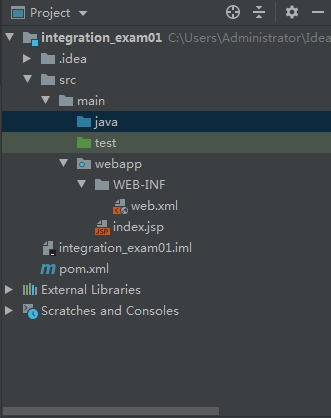 Project
integration_exam01 C:\Users\Administrator\Idea
.idea
src
main
java
test
webapp
WEB-INF
web.xml
JSP index.jsp
integration_exam01.iml
m pom.xml
External Libraries
Scratches and Consoles